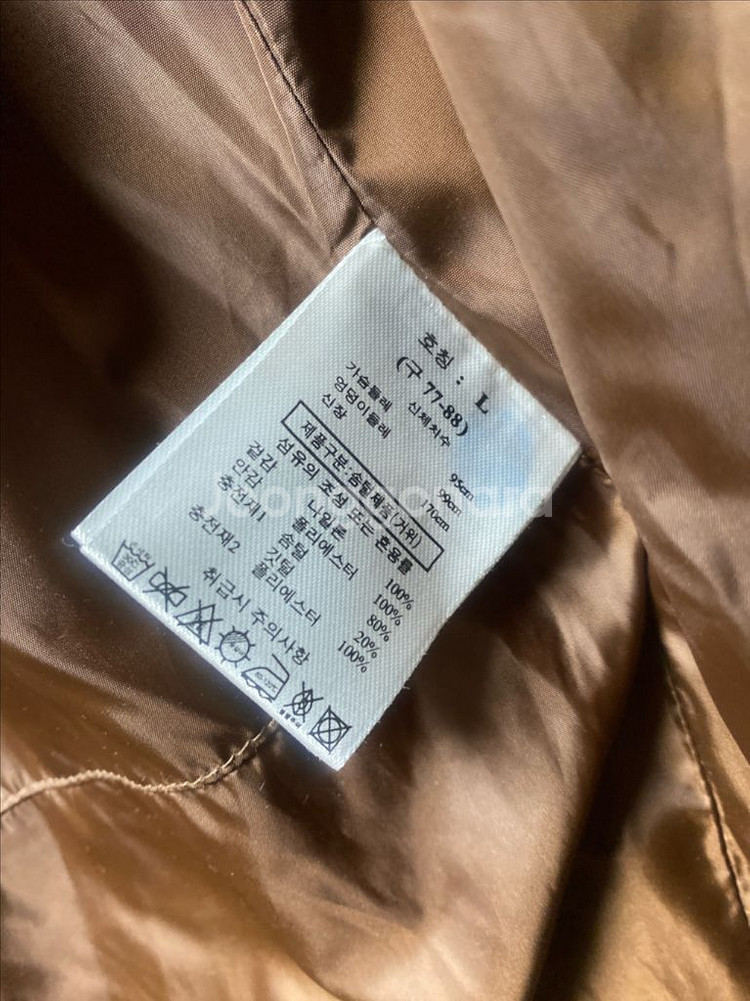 호칭 : L
(구 77-88)
신체치수
가슴둘레 95cm
엉덩이둘레 99cm
신장 170cm
제품구분:솜털제품(거위)
섬유의 조성 또는 혼용률
겉감 나일론 100%
안감 폴리에스터 100%
충전재1 솜털 80%
깃털 20%
충전재2 폴리에스터 100%
취급시 주의사항